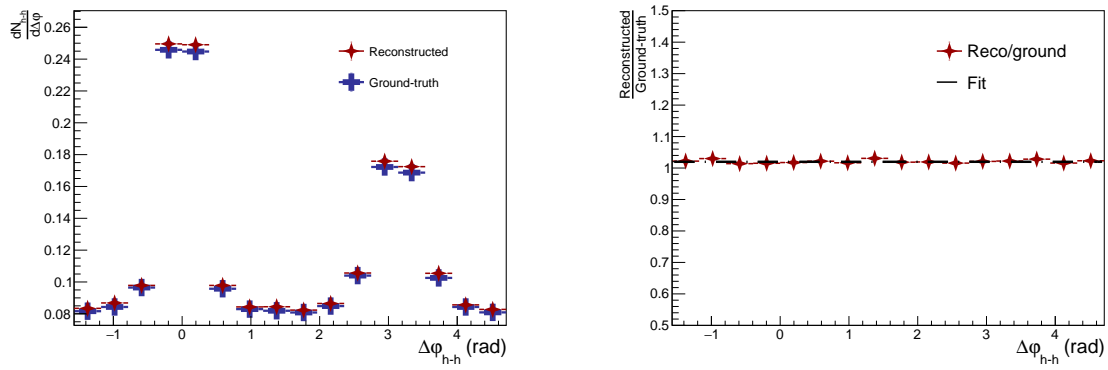 dN_h-h
dΔφ
0.26
0.24
0.22
0.2
0.18
0.16
0.14
0.12
0.1
0.08
Reconstructed
Ground-truth
−1 0 1 2 3 4
Δφ_h-h (rad)
Reconstructed
Ground-truth
1.5
1.4
1.3
1.2
1.1
1
0.9
0.8
0.7
0.6
0.5
Reco/ground
Fit
−1 0 1 2 3 4
Δφ_h-h (rad)